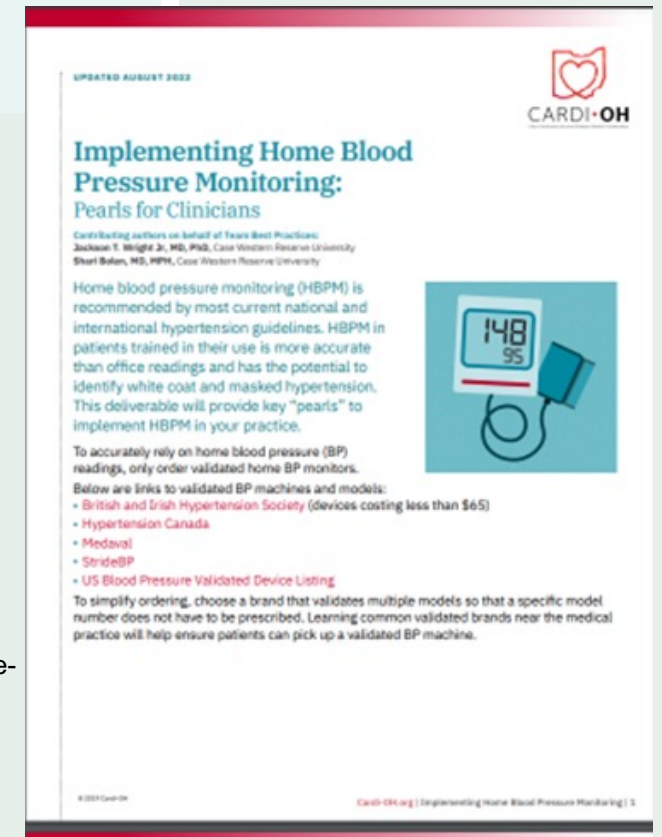 UPDATED AUGUST 2022
CARDI•OH
Implementing Home Blood
Pressure Monitoring:
Pearls for Clinicians
Contributing authors on behalf of Team Best Practices:
Jackson T. Wright Jr, MD, PhD, Case Western Reserve University
Shari Bolen, MD, MPH, Case Western Reserve University
Home blood pressure monitoring (HBPM) is
recommended by most current national and
international hypertension guidelines. HBPM in
patients trained in their use is more accurate
than office readings and has the potential to
identify white coat and masked hypertension.
This deliverable will provide key "pearls" to
implement HBPM in your practice.
148
95
To accurately rely on home blood pressure (BP)
readings, only order validated home BP monitors.
Below are links to validated BP machines and models:
• British and Irish Hypertension Society (devices costing less than $65)
• Hypertension Canada
• Medaval
• StrideBP
• US Blood Pressure Validated Device Listing
To simplify ordering, choose a brand that validates multiple models so that a specific model
number does not have to be prescribed. Learning common validated brands near the medical
practice will help ensure patients can pick up a validated BP machine.
e-
Cardi-OH.org | Implementing Home Blood Pressure Monitoring | 1